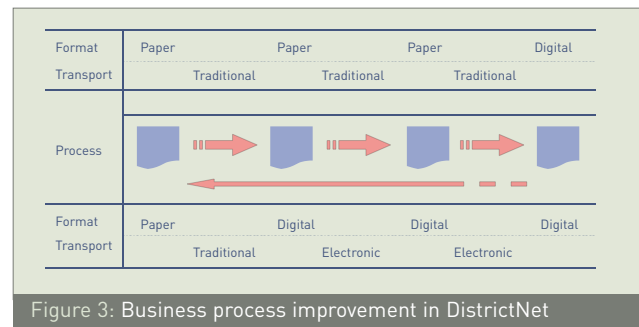 Format Paper Paper Paper Digital
Transport Traditional Traditional Traditional
Process
Format Paper Digital Digital Digital
Transport Traditional Electronic Electronic
Figure 3: Business process improvement in DistrictNet